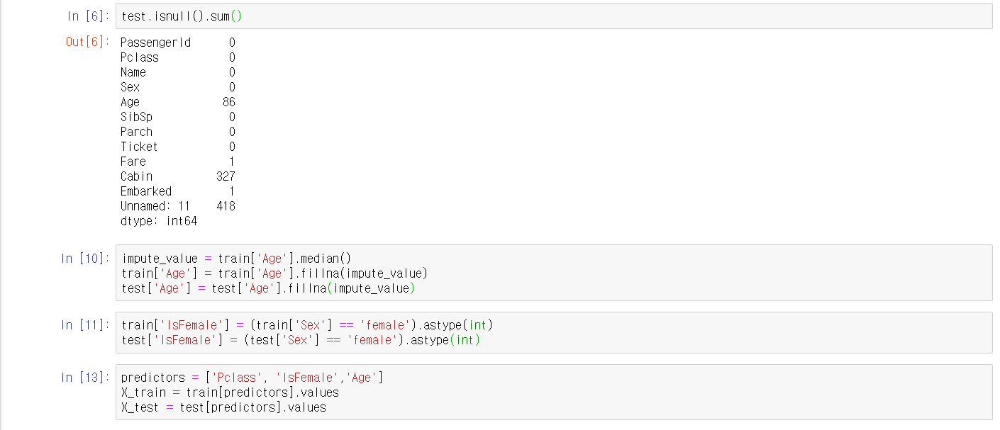 In [6]: test.isnull().sum()
Out[6]: PassengerId 0
Pclass 0
Name 0
Sex 0
Age 86
SibSp 0
Parch 0
Ticket 0
Fare 1
Cabin 327
Embarked 1
Unnamed: 11 418
dtype: int64
In [10]: impute_value = train['Age'].median()
train['Age'] = train['Age'].fillna(impute_value)
test['Age'] = test['Age'].fillna(impute_value)
In [11]: train['IsFemale'] = (train['Sex'] == 'female').astype(int)
test['IsFemale'] = (test['Sex'] == 'female').astype(int)
In [13]: predictors = ['Pclass', 'IsFemale','Age']
X_train = train[predictors].values
X_test = test[predictors].values